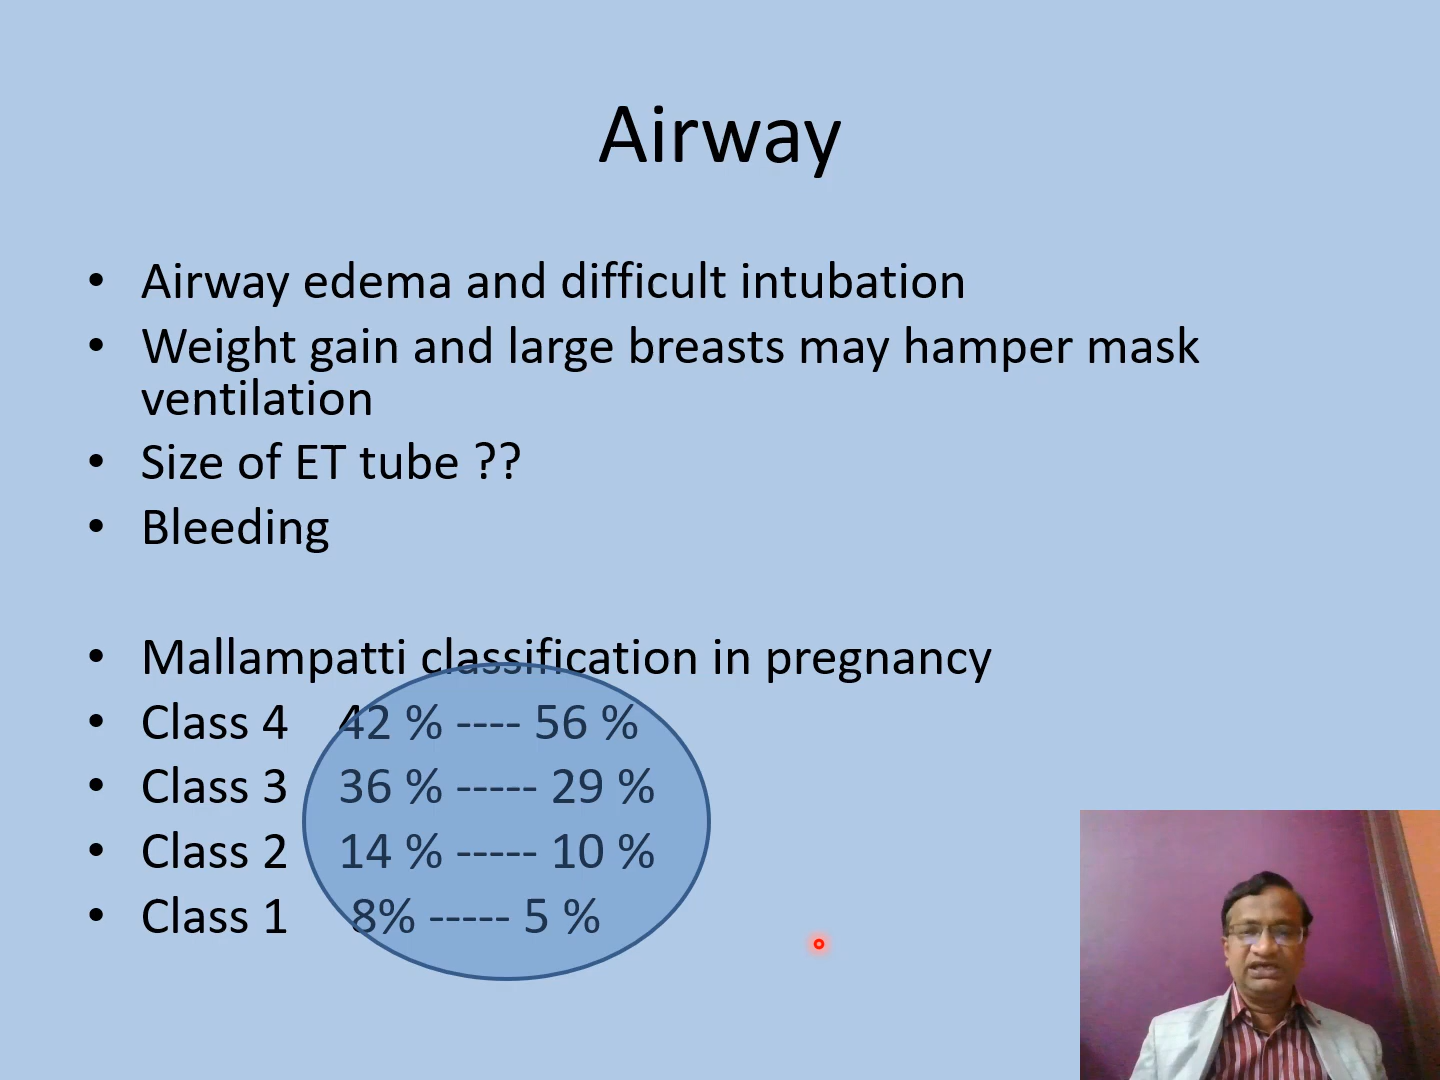 Airway
• Airway edema and difficult intubation
• Weight gain and large breasts may hamper mask
ventilation
• Size of ET tube ??
• Bleeding
• Mallampatti classification in pregnancy
• Class 4 42 % ---- 56 %
• Class 3 36 % ----- 29 %
• Class 2 14 % ----- 10 %
• Class 1 8% ----- 5 %